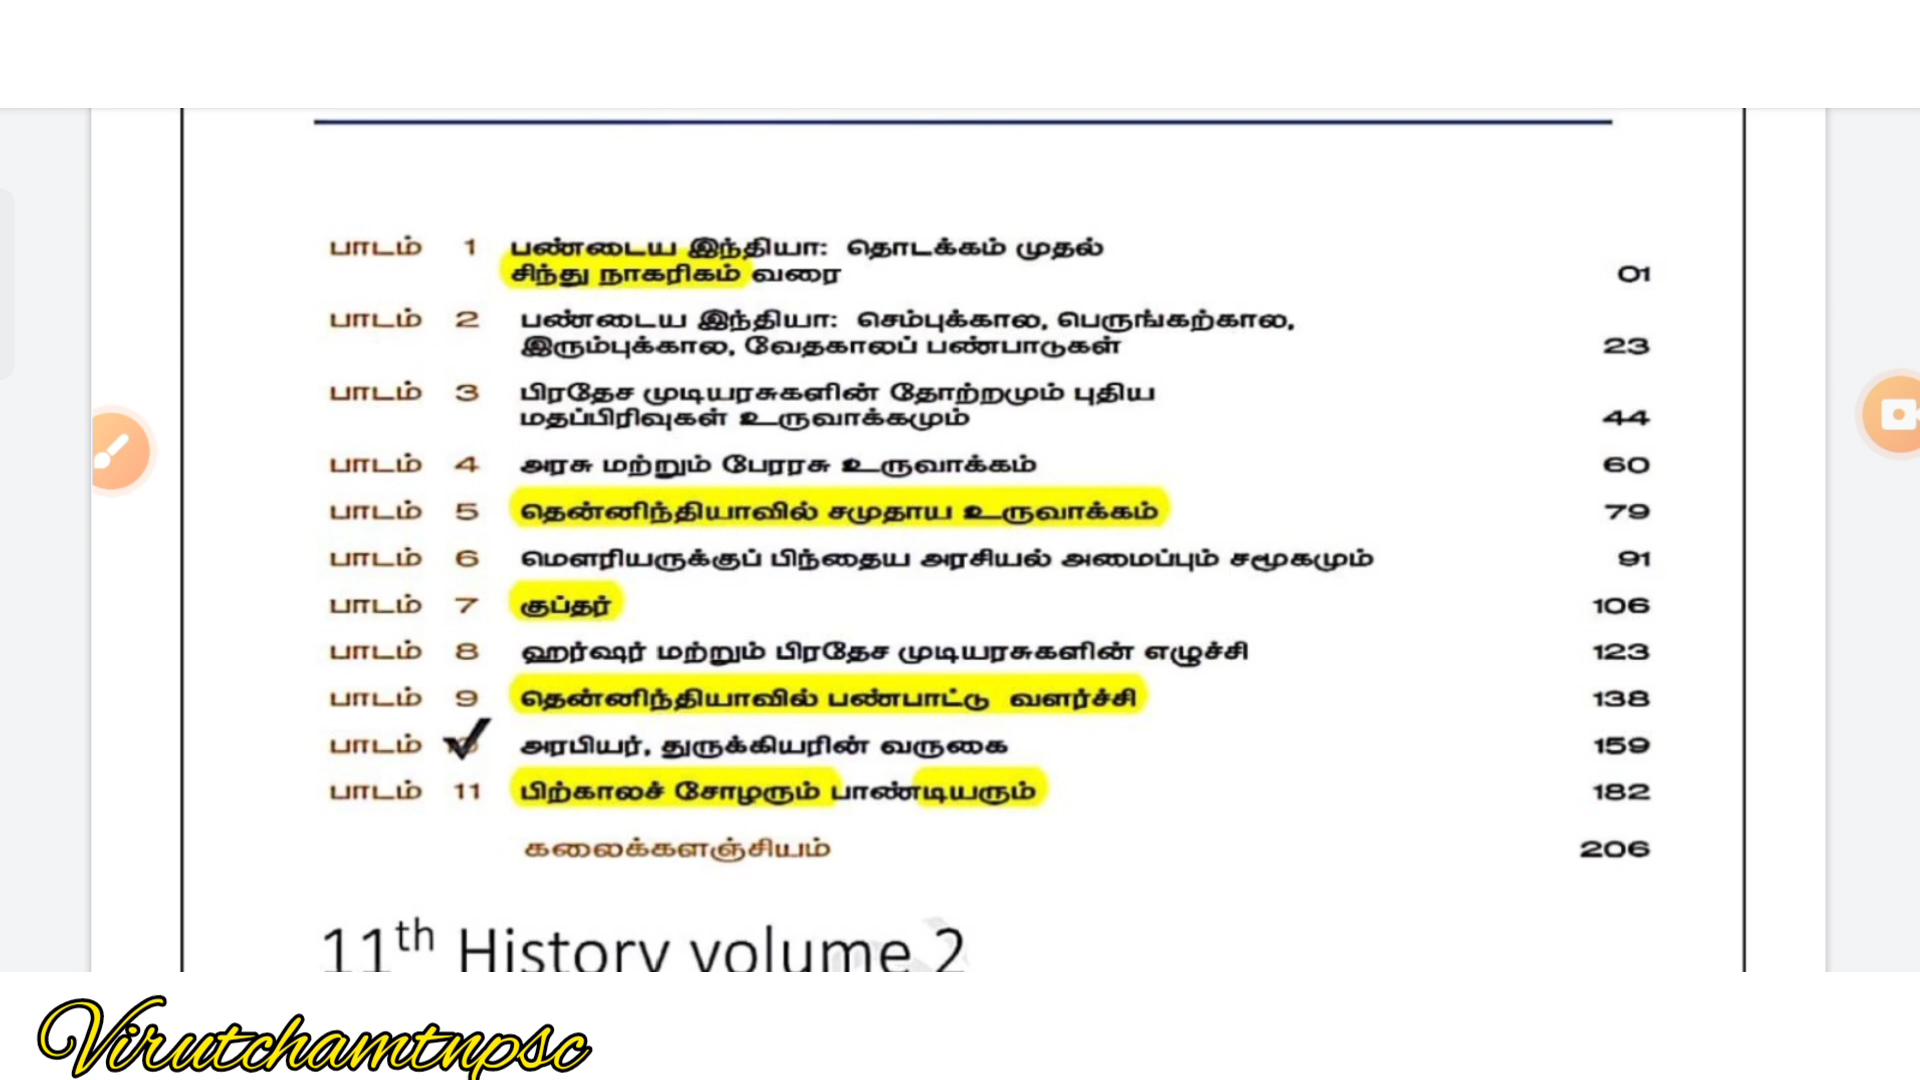 பாடம் 1 பண்டைய இந்தியா: தொடக்கம் முதல்
சிந்து நாகரிகம் வரை 01
பாடம் 2 பண்டைய இந்தியா: செம்புக்கால, பெருங்கற்கால,
இரும்புக்கால, வேதகாலப் பண்பாடுகள் 23
பாடம் 3 பிரதேச முடியரசுகளின் தோற்றமும் புதிய
மதப்பிரிவுகள் உருவாக்கமும் 44
பாடம் 4 அரசு மற்றும் பேரரசு உருவாக்கம் 60
பாடம் 5 தென்னிந்தியாவில் சமுதாய உருவாக்கம் 79
பாடம் 6 மௌரியருக்குப் பிந்தைய அரசியல் அமைப்பும் சமூகமும் 91
பாடம் 7 குப்தர் 106
பாடம் 8 ஹர்ஷர் மற்றும் பிரதேச முடியரசுகளின் எழுச்சி 123
பாடம் 9 தென்னிந்தியாவில் பண்பாட்டு வளர்ச்சி 138
பாடம் 10 அரபியர், துருக்கியரின் வருகை 159
பாடம் 11 பிற்காலச் சோழரும் பாண்டியரும் 182
கலைக்களஞ்சியம் 206
11th History volume 2
Virutchamtnpsc